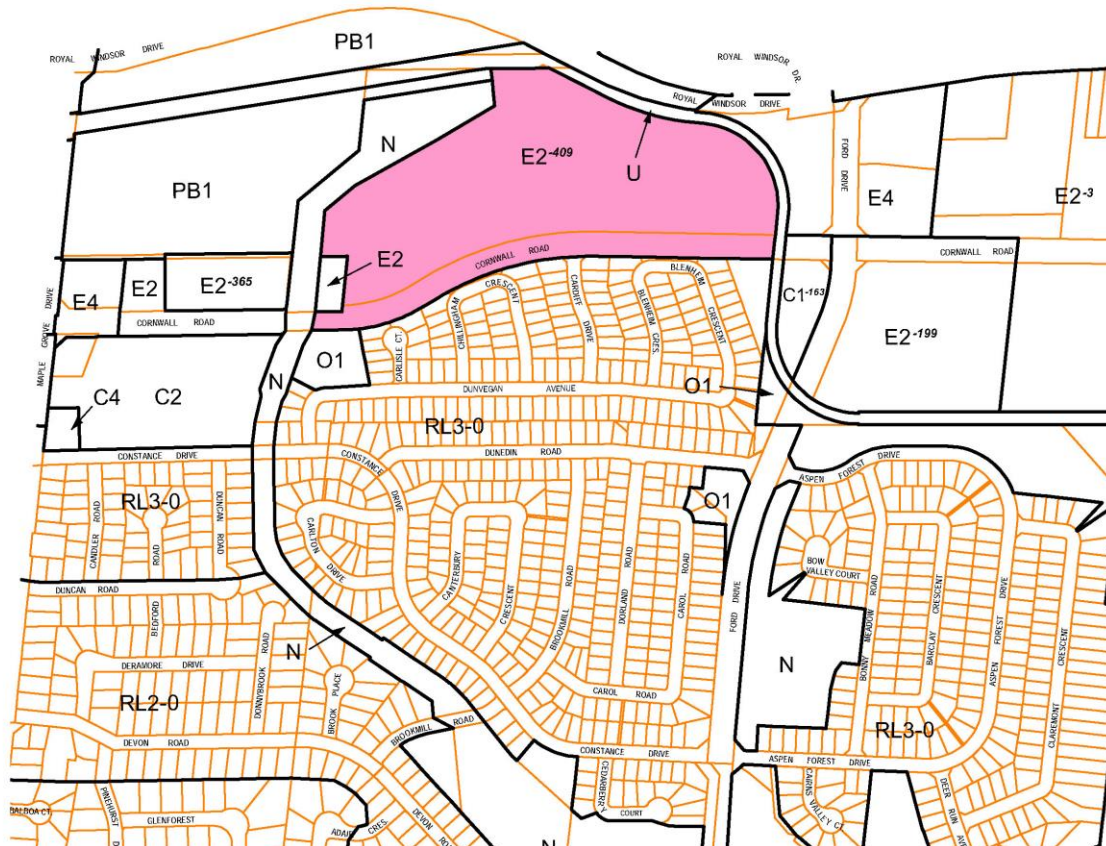 PB1
ROYAL WINDSOR DRIVE
ROYAL WINDSOR DR.
ROYAL WINDSOR DRIVE
N
E2-409
U
FORD DRIVE
PB1
E4
E2-3
CORNWALL ROAD
CORNWALL ROAD
E2
E4
E2
E2-365
BLENHEIM
CRESCENT
CHILLINGHAM
CRESCENT
CARDIFF
DRIVE
BLENHEIM
CRES.
C1-163
E2-199
MAPLE GROVE DRIVE
CORNWALL ROAD
O1
CARLISLE CT.
N
C4
C2
DUNVEGAN AVENUE
O1
RL3-0
CONSTANCE DRIVE
CONSTANCE
DRIVE
DUNEDIN ROAD
ASPEN FOREST DRIVE
RL3-0
CANDLER ROAD
ROAD
DUNCAN ROAD
O1
CARLTON
DRIVE
CANTERBURY
CRESCENT
BROOKMILL ROAD
DORLAND ROAD
CAROL ROAD
FORD DRIVE
BOW
VALLEY COURT
BONNY MEADOW ROAD
BARCLAY CRESCENT
ASPEN FOREST DRIVE
CLAREMONT CRESCENT
DUNCAN ROAD
BEDFORD
N
DERAMORE DRIVE
DONNYBROOK ROAD
BROOK PLACE
N
RL2-0
CAROL ROAD
RL3-0
DEVON ROAD
BROOKMILL ROAD
CONSTANCE DRIVE
ASPEN FOREST DRIVE
CEDARBERRY
COURT
CAIRNS
VALLEY CT.
DEER RUN
BALBOA CT.
PINEHURST
GLENFOREST
CRES.
DEVON
N